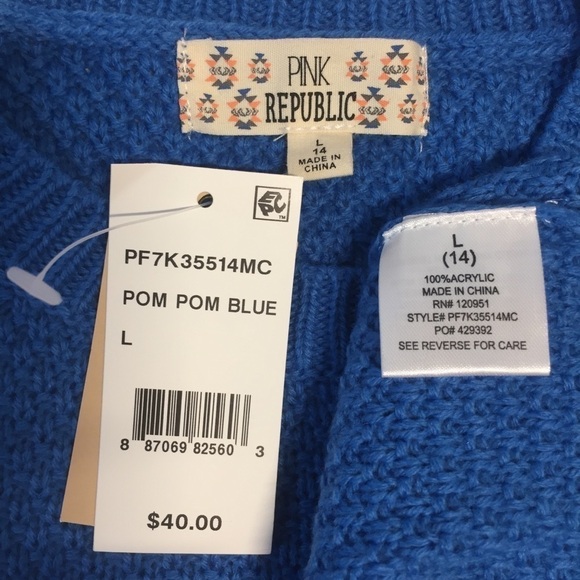 PINK
REPUBLIC
L
14
MADE IN
CHINA
EPC™
PF7K35514MC
POM POM BLUE
L
8 87069 82560 3
$40.00
L
(14)
100%ACRYLIC
MADE IN CHINA
RN# 120951
STYLE# PF7K35514MC
PO# 429392
SEE REVERSE FOR CARE